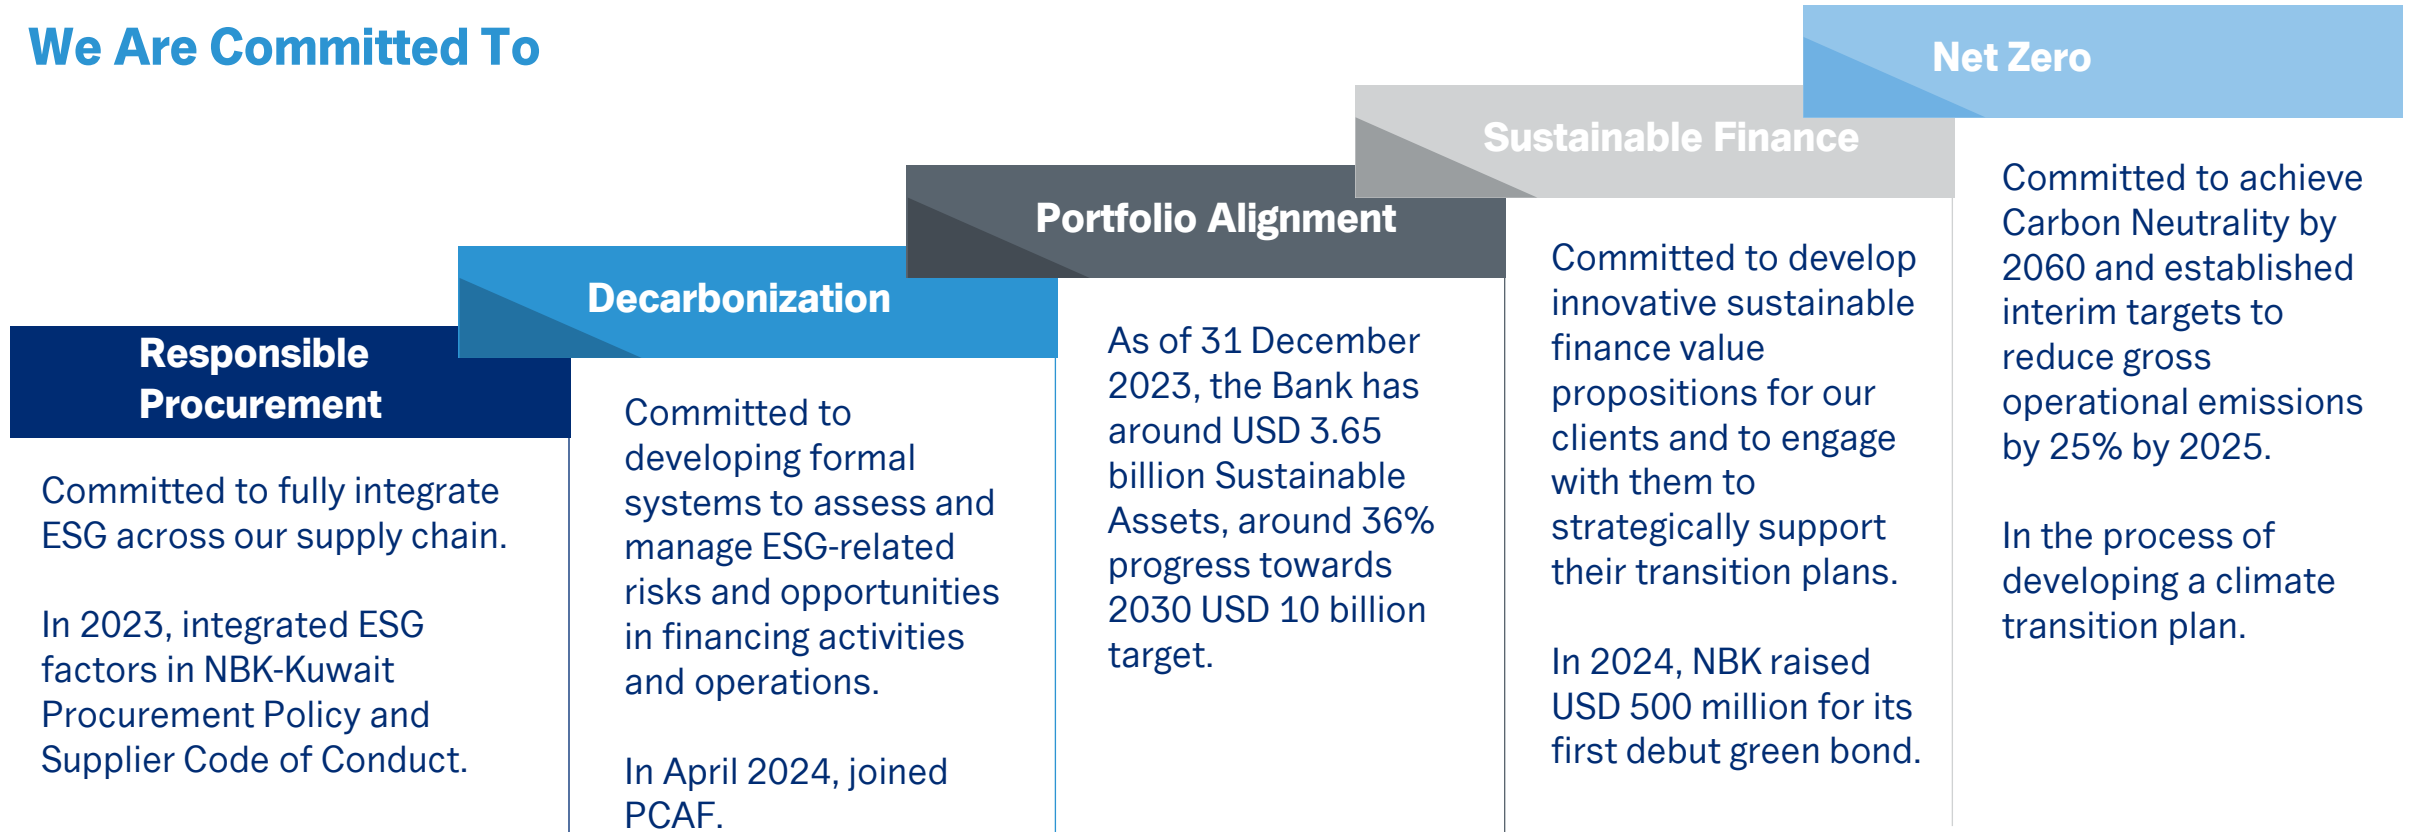 We Are Committed To
Responsible
Procurement
Committed to fully integrate
ESG across our supply chain.
In 2023, integrated ESG
factors in NBK-Kuwait
Procurement Policy and
Supplier Code of Conduct.
Decarbonization
Committed to
developing formal
systems to assess and
manage ESG-related
risks and opportunities
in financing activities
and operations.
In April 2024, joined
PCAF.
Portfolio Alignment
As of 31 December
2023, the Bank has
around USD 3.65
billion Sustainable
Assets, around 36%
progress towards
2030 USD 10 billion
target.
Sustainable Finance
Committed to develop
innovative sustainable
finance value
propositions for our
clients and to engage
with them to
strategically support
their transition plans.
In 2024, NBK raised
USD 500 million for its
first debut green bond.
Net Zero
Committed to achieve
Carbon Neutrality by
2060 and established
interim targets to
reduce gross
operational emissions
by 25% by 2025.
In the process of
developing a climate
transition plan.